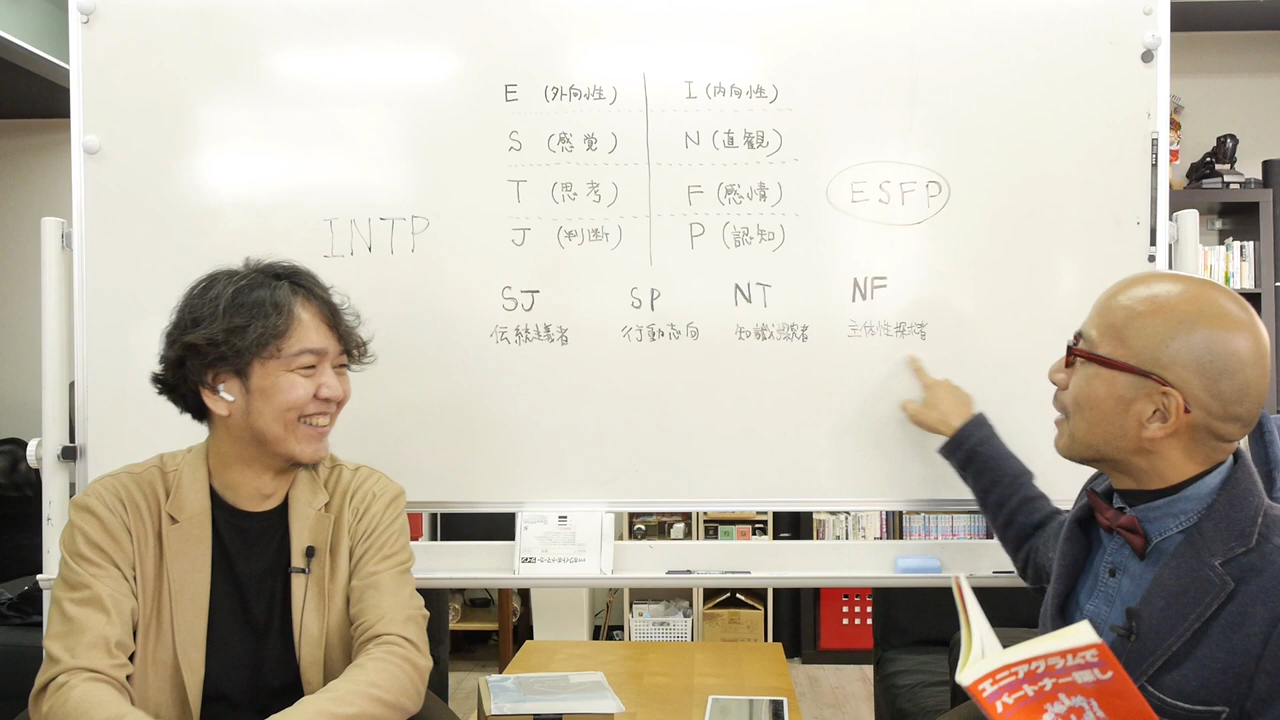 E (外向性) I (内向性)
S (感覚) N (直観)
T (思考) F (感情)
J (判断) P (認知)
INTP
ESFP
SJ SP NT NF
伝統主義者 行動志向 知識探究者 主体性探求者
エニアグラムで
パートナー探し